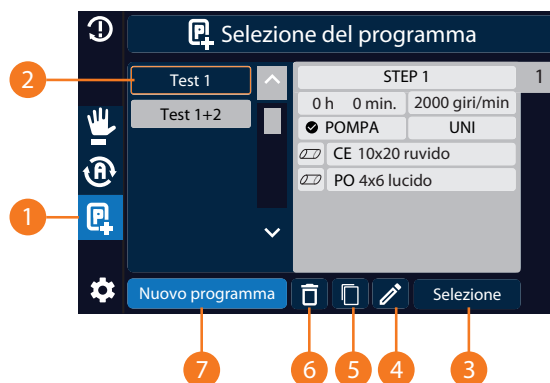 Selezione del programma
2
Test 1
STEP 1
1
0 h 0 min. 2000 giri/min
Test 1+2
POMPA UNI
CE 10x20 ruvido
PO 4x6 lucido
1
Nuovo programma
Selezione
7
6
5
4
3